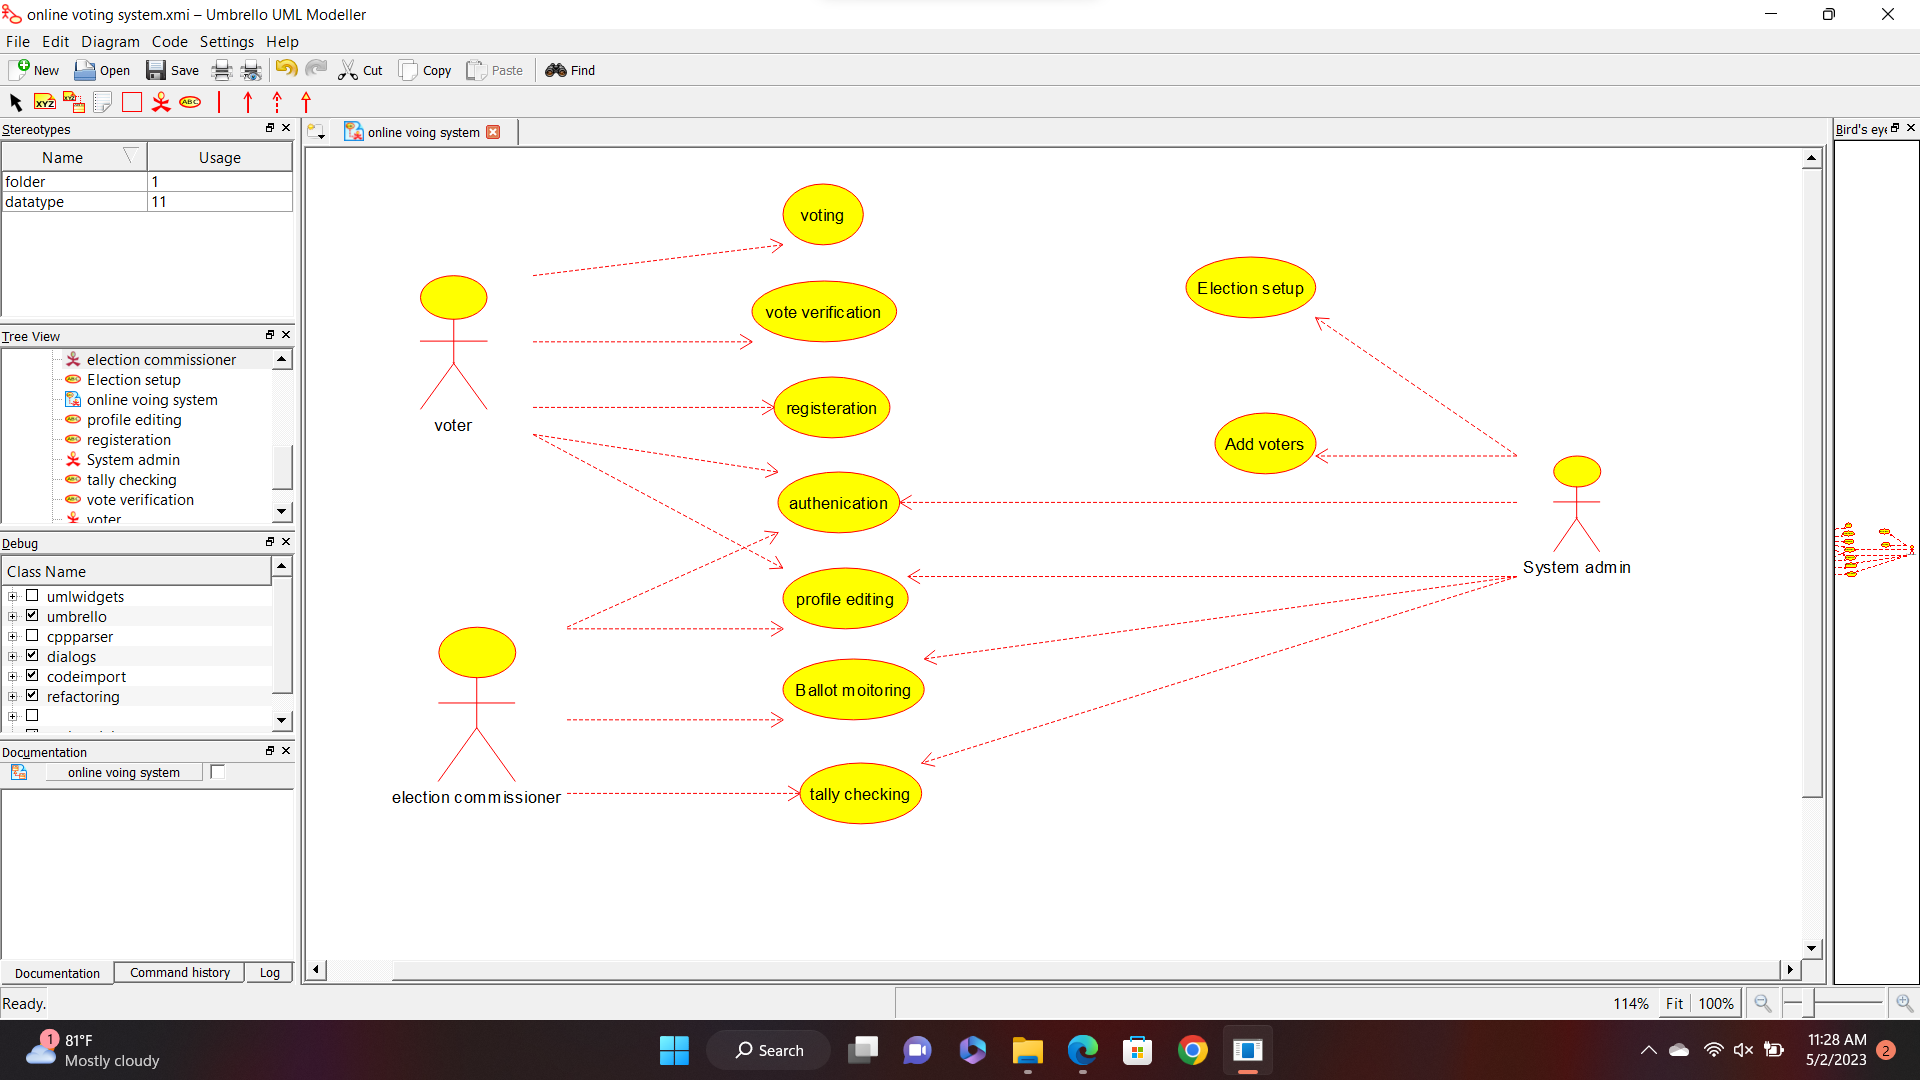 online voting system.xmi – Umbrello UML Modeller
File Edit Diagram Code Settings Help
New Open Save Cut Copy Paste Find
XYZ XYZ ABC
Stereotypes
Name Usage
folder 1
datatype 11
Tree View
election commissioner
Election setup
online voing system
profile editing
registeration
System admin
tally checking
vote verification
voter
Debug
Class Name
umlwidgets
umbrello
cppparser
dialogs
codeimport
refactoring
Documentation
online voing system
Documentation Command history Log
Ready.
online voing system
voting
vote verification
registeration
authenication
profile editing
Ballot moitoring
tally checking
Election setup
Add voters
voter
election commissioner
System admin
Bird's eye
114% Fit 100%
1
81°F
Mostly cloudy
Search
11:28 AM
5/2/2023
2